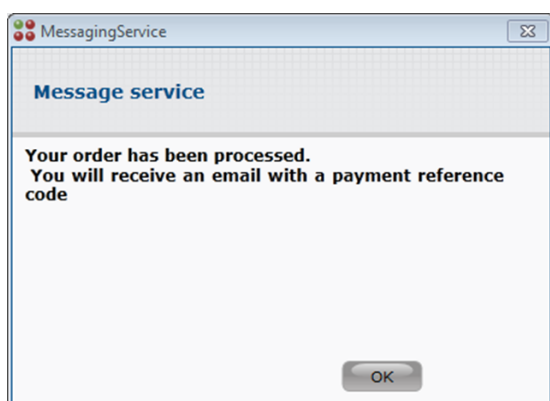 MessagingService
Message service
Your order has been processed.
You will receive an email with a payment reference
code
OK